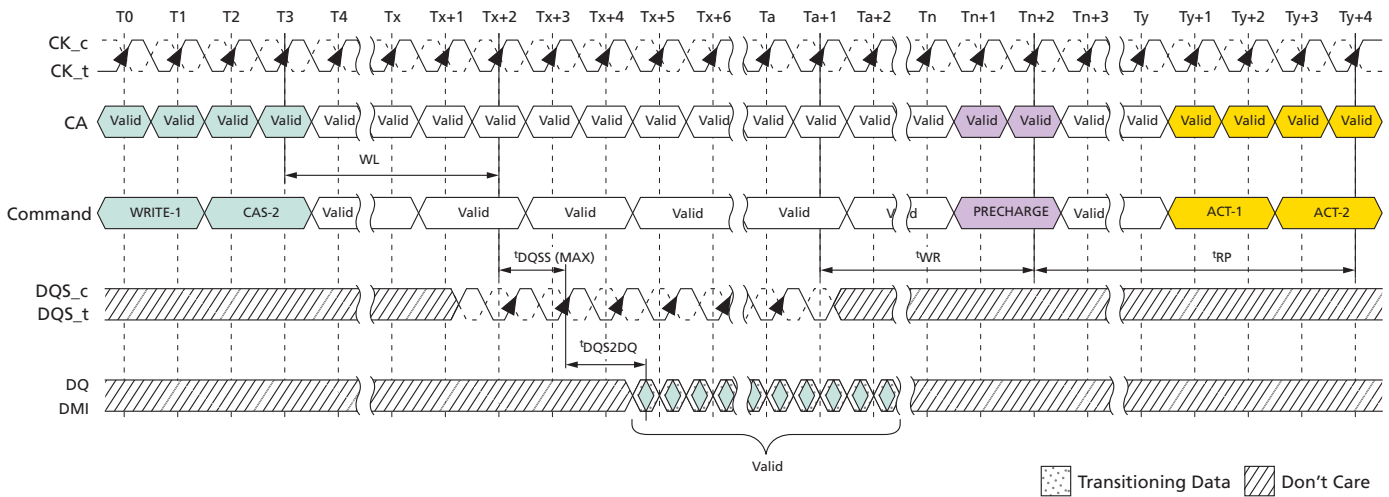 T0 T1 T2 T3 T4 Tx Tx+1 Tx+2 Tx+3 Tx+4 Tx+5 Tx+6 Ta Ta+1 Ta+2 Tn Tn+1 Tn+2 Tn+3 Ty Ty+1 Ty+2 Ty+3 Ty+4
CK_c
CK_t
CA Valid Valid Valid Valid Valid Valid Valid Valid Valid Valid Valid Valid Valid Valid Valid Valid Valid Valid Valid Valid Valid Valid Valid Valid
WL
Command WRITE-1 CAS-2 Valid Valid Valid Valid Valid PRECHARGE Valid ACT-1 ACT-2
tDQSS (MAX) tWR tRP
DQS_c
DQS_t
tDQS2DQ
DQ
DMI
Valid
Transitioning Data Don't Care